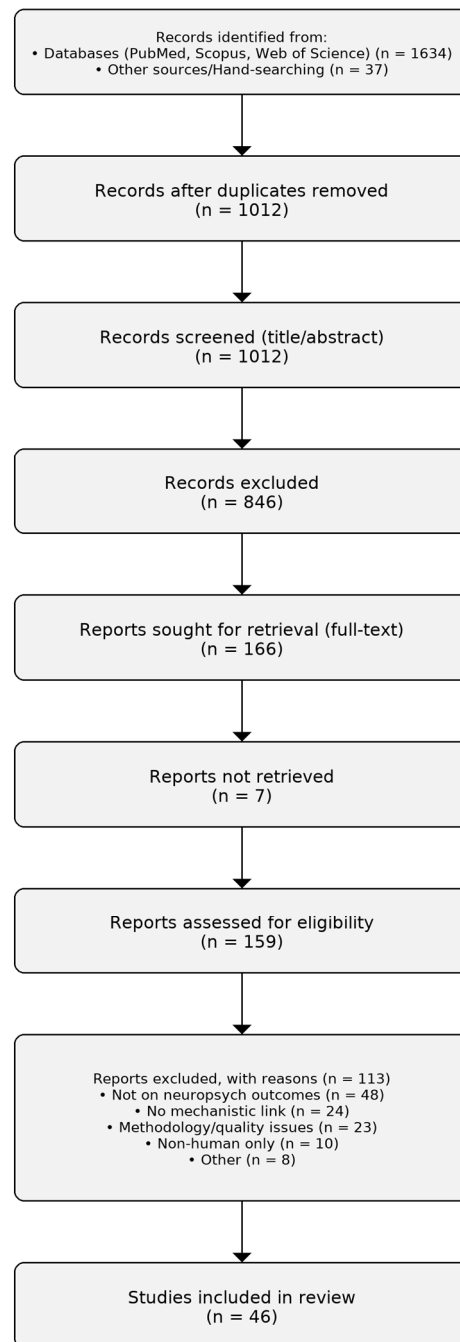 Records identified from:
• Databases (PubMed, Scopus, Web of Science) (n = 1634)
• Other sources/Hand-searching (n = 37)
Records after duplicates removed
(n = 1012)
Records screened (title/abstract)
(n = 1012)
Records excluded
(n = 846)
Reports sought for retrieval (full-text)
(n = 166)
Reports not retrieved
(n = 7)
Reports assessed for eligibility
(n = 159)
Reports excluded, with reasons (n = 113)
• Not on neuropsych outcomes (n = 48)
• No mechanistic link (n = 24)
• Methodology/quality issues (n = 23)
• Non-human only (n = 10)
• Other (n = 8)
Studies included in review
(n = 46)